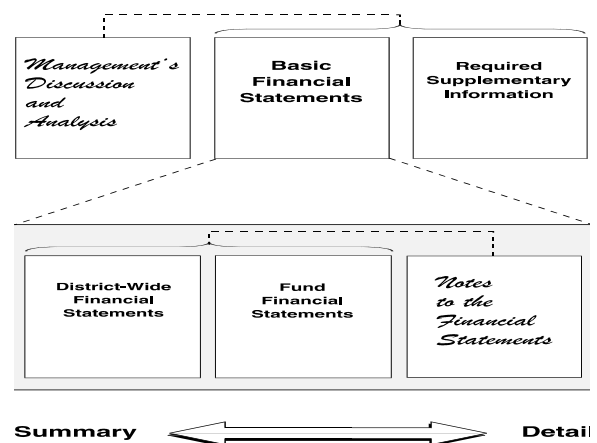 Management's
Discussion
and
Analysis
Basic
Financial
Statements
Required
Supplementary
Information
District-Wide
Financial
Statements
Fund
Financial
Statements
Notes
to the
Financial
Statements
Summary
Detail